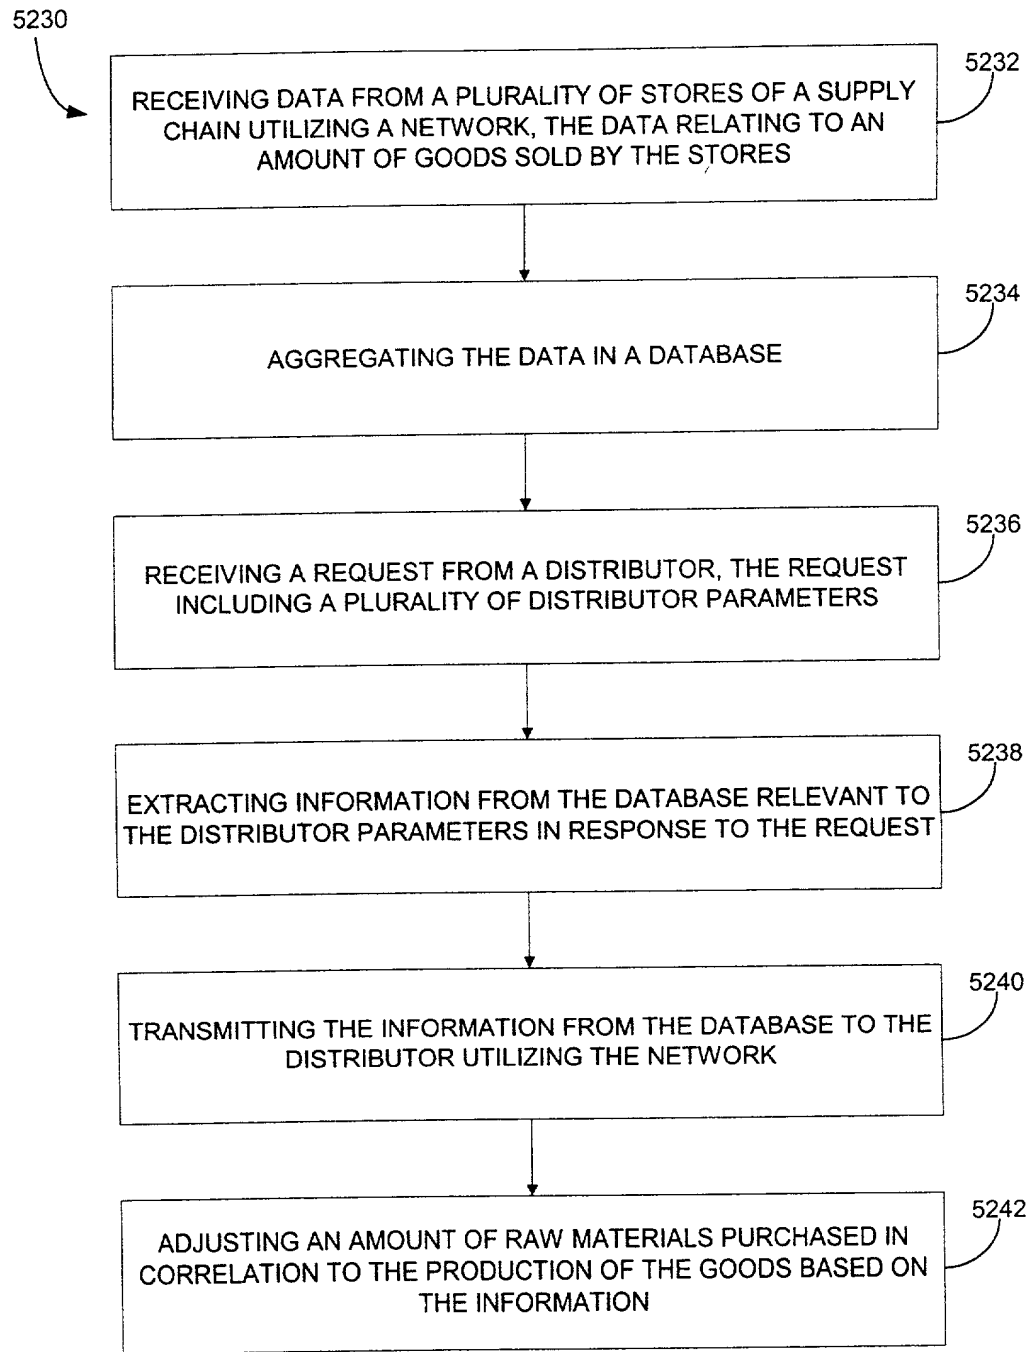 5230
5232
RECEIVING DATA FROM A PLURALITY OF STORES OF A SUPPLY
CHAIN UTILIZING A NETWORK, THE DATA RELATING TO AN
AMOUNT OF GOODS SOLD BY THE STORES
5234
AGGREGATING THE DATA IN A DATABASE
5236
RECEIVING A REQUEST FROM A DISTRIBUTOR, THE REQUEST
INCLUDING A PLURALITY OF DISTRIBUTOR PARAMETERS
5238
EXTRACTING INFORMATION FROM THE DATABASE RELEVANT TO
THE DISTRIBUTOR PARAMETERS IN RESPONSE TO THE REQUEST
5240
TRANSMITTING THE INFORMATION FROM THE DATABASE TO THE
DISTRIBUTOR UTILIZING THE NETWORK
5242
ADJUSTING AN AMOUNT OF RAW MATERIALS PURCHASED IN
CORRELATION TO THE PRODUCTION OF THE GOODS BASED ON
THE INFORMATION